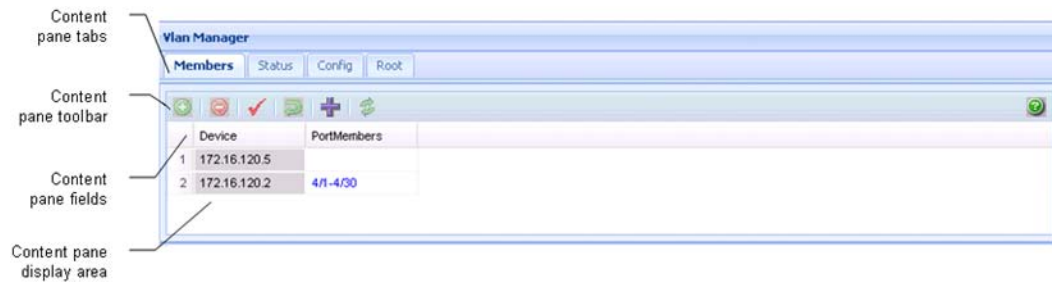 Content
pane tabs
Vlan Manager
Members Status Config Root
Content
pane toolbar
Device PortMembers
1 172.16.120.5
2 172.16.120.2 4/1-4/30
Content
pane fields
Content pane
display area